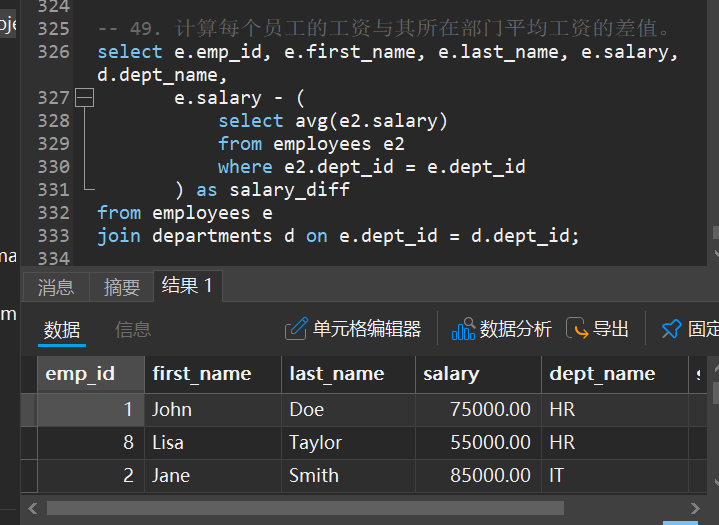 oje
324
325 -- 49. 计算每个员工的工资与其所在部门平均工资的差值。
326 select e.emp_id, e.first_name, e.last_name, e.salary,
d.dept_name,
327 e.salary - (
328 select avg(e2.salary)
329 from employees e2
330 where e2.dept_id = e.dept_id
331 ) as salary_diff
332 from employees e
333 join departments d on e.dept_id = d.dept_id;
334
na
m
消息 摘要 结果 1
数据 信息 单元格编辑器 数据分析 导出 固定
emp_id first_name last_name salary dept_name s
1 John Doe 75000.00 HR
8 Lisa Taylor 55000.00 HR
2 Jane Smith 85000.00 IT